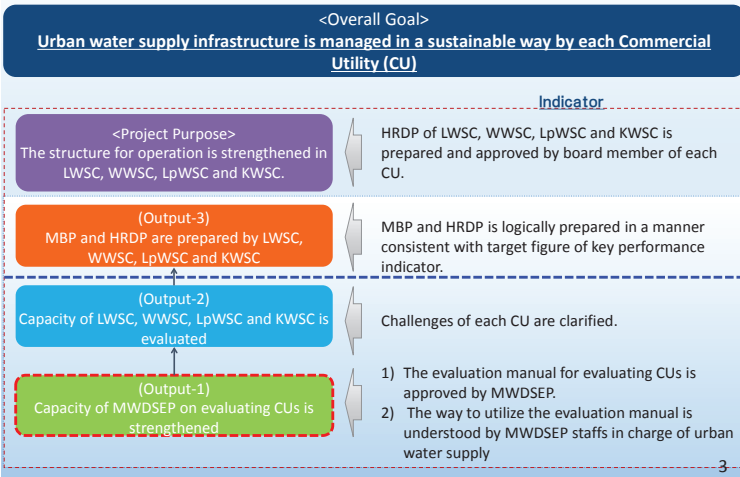 <Overall Goal>
Urban water supply infrastructure is managed in a sustainable way by each Commercial
Utility (CU)
Indicator
<Project Purpose>
The structure for operation is strengthened in
LWSC, WWSC, LpWSC and KWSC.
HRDP of LWSC, WWSC, LpWSC and KWSC is
prepared and approved by board member of each
CU.
(Output-3)
MBP and HRDP are prepared by LWSC,
WWSC, LpWSC and KWSC
MBP and HRDP is logically prepared in a manner
consistent with target figure of key performance
indicator.
(Output-2)
Capacity of LWSC, WWSC, LpWSC and KWSC is
evaluated
Challenges of each CU are clarified.
(Output-1)
Capacity of MWDSEP on evaluating CUs is
strengthened
1) The evaluation manual for evaluating CUs is
approved by MWDSEP.
2) The way to utilize the evaluation manual is
understood by MWDSEP staffs in charge of urban
water supply
3